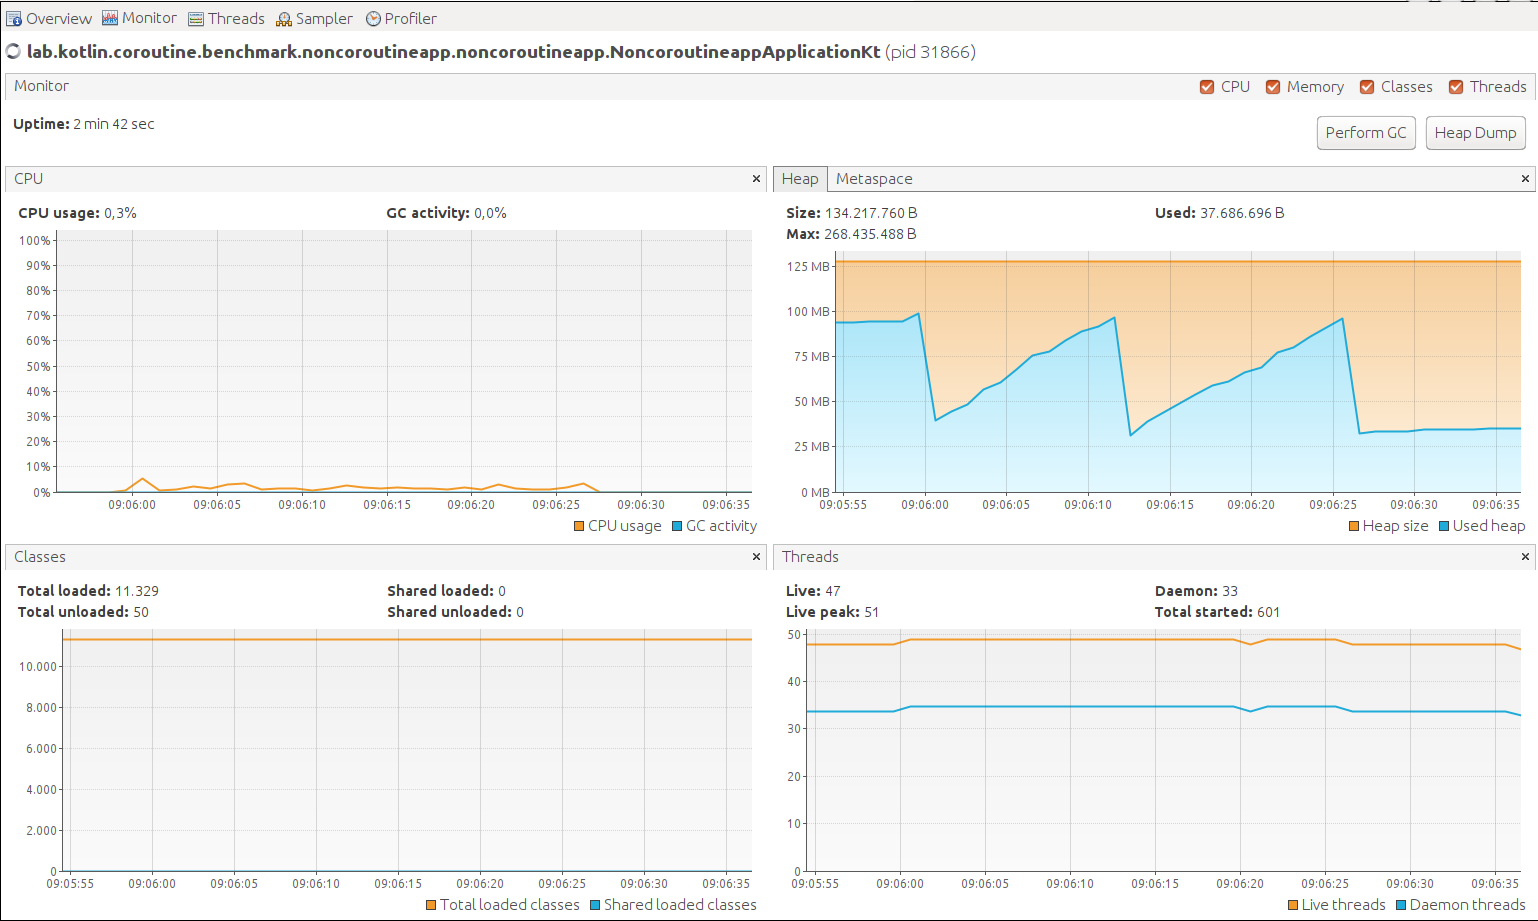 Overview Monitor Threads Sampler Profiler
lab.kotlin.coroutine.benchmark.noncoroutineapp.noncoroutineapp.NoncoroutineappApplicationKt (pid 31866)
Monitor CPU Memory Classes Threads
Uptime: 2 min 42 sec
Perform GC Heap Dump
CPU ×
CPU usage: 0,3% GC activity: 0,0%
100%
90%
80%
70%
60%
50%
40%
30%
20%
10%
0%
09:06:00 09:06:05 09:06:10 09:06:15 09:06:20 09:06:25 09:06:30 09:06:35
CPU usage GC activity
Heap Metaspace ×
Size: 134.217.760 B Used: 37.686.696 B
Max: 268.435.488 B
125 MB
100 MB
75 MB
50 MB
25 MB
0 MB
09:05:55 09:06:00 09:06:05 09:06:10 09:06:15 09:06:20 09:06:25 09:06:30 09:06:35
Heap size Used heap
Classes ×
Total loaded: 11.329 Shared loaded: 0
Total unloaded: 50 Shared unloaded: 0
10.000
8.000
6.000
4.000
2.000
0
09:05:55 09:06:00 09:06:05 09:06:10 09:06:15 09:06:20 09:06:25 09:06:30 09:06:35
Total loaded classes Shared loaded classes
Threads ×
Live: 47 Daemon: 33
Live peak: 51 Total started: 601
50
40
30
20
10
0
09:05:55 09:06:00 09:06:05 09:06:10 09:06:15 09:06:20 09:06:25 09:06:30 09:06:35
Live threads Daemon threads